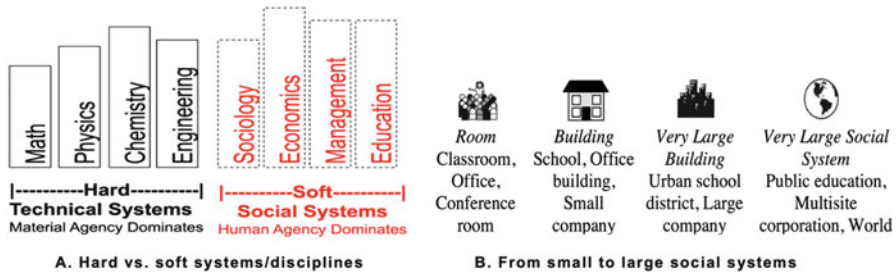 Math
Physics
Chemistry
Engineering
Sociology
Economics
Management
Education
|----------Hard----------|
Technical Systems
Material Agency Dominates
|----------Soft----------|
Social Systems
Human Agency Dominates
A. Hard vs. soft systems/disciplines
Room
Classroom,
Office,
Conference
room
Building
School, Office
building,
Small
company
Very Large
Building
Urban school
district, Large
company
Very Large Social
System
Public education,
Multisite
corporation, World
B. From small to large social systems